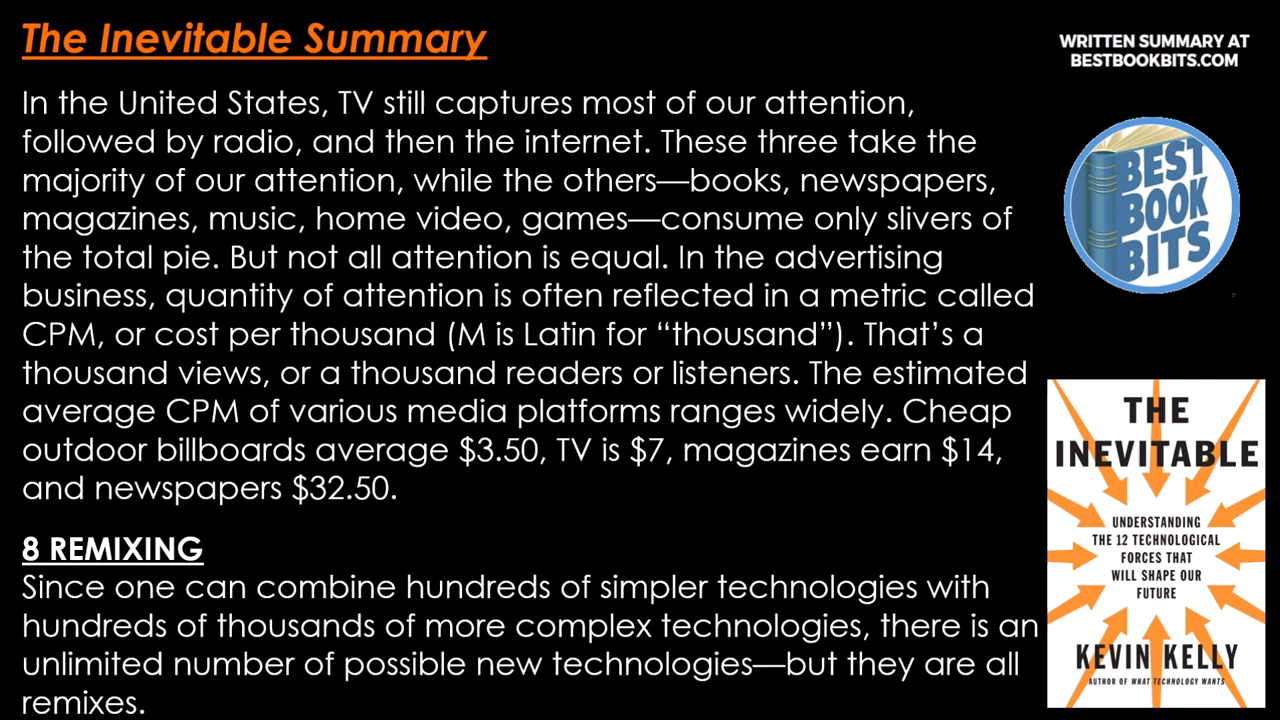 The Inevitable Summary
WRITTEN SUMMARY AT
BESTBOOKBITS.COM
In the United States, TV still captures most of our attention,
followed by radio, and then the internet. These three take the
majority of our attention, while the others—books, newspapers,
magazines, music, home video, games—consume only slivers of
the total pie. But not all attention is equal. In the advertising
business, quantity of attention is often reflected in a metric called
CPM, or cost per thousand (M is Latin for “thousand”). That’s a
thousand views, or a thousand readers or listeners. The estimated
average CPM of various media platforms ranges widely. Cheap
outdoor billboards average $3.50, TV is $7, magazines earn $14,
and newspapers $32.50.
8 REMIXING
Since one can combine hundreds of simpler technologies with
hundreds of thousands of more complex technologies, there is an
unlimited number of possible new technologies—but they are all
remixes.
BEST
BOOK
BITS
THE
INEVITABLE
UNDERSTANDING
THE 12 TECHNOLOGICAL
FORCES THAT
WILL SHAPE OUR
FUTURE
KEVIN KELLY
AUTHOR OF WHAT TECHNOLOGY WANTS